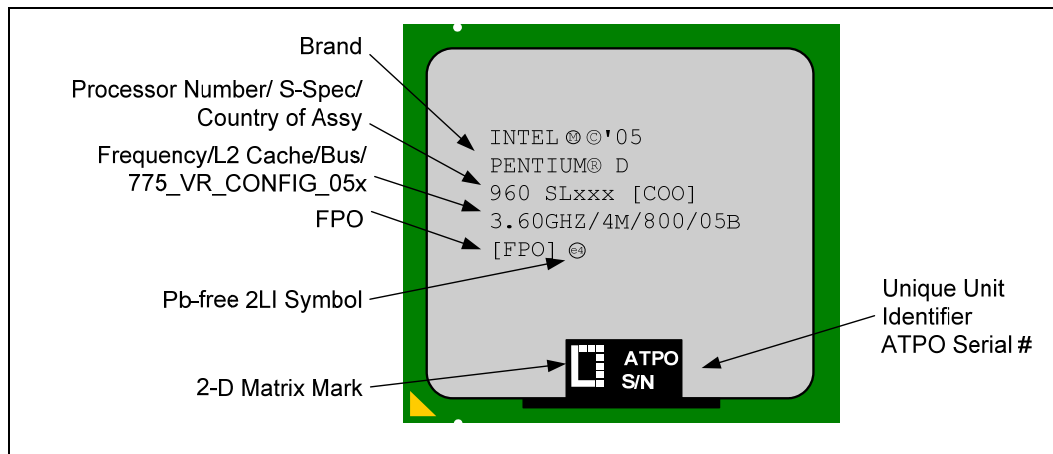 Brand
Processor Number/ S-Spec/
Country of Assy
Frequency/L2 Cache/Bus/
775_VR_CONFIG_05x
FPO
Pb-free 2LI Symbol
2-D Matrix Mark
INTEL Ⓜ ©'05
PENTIUM® D
960 SLxxx [COO]
3.60GHZ/4M/800/05B
[FPO] e4
ATPO
S/N
Unique Unit
Identifier
ATPO Serial #